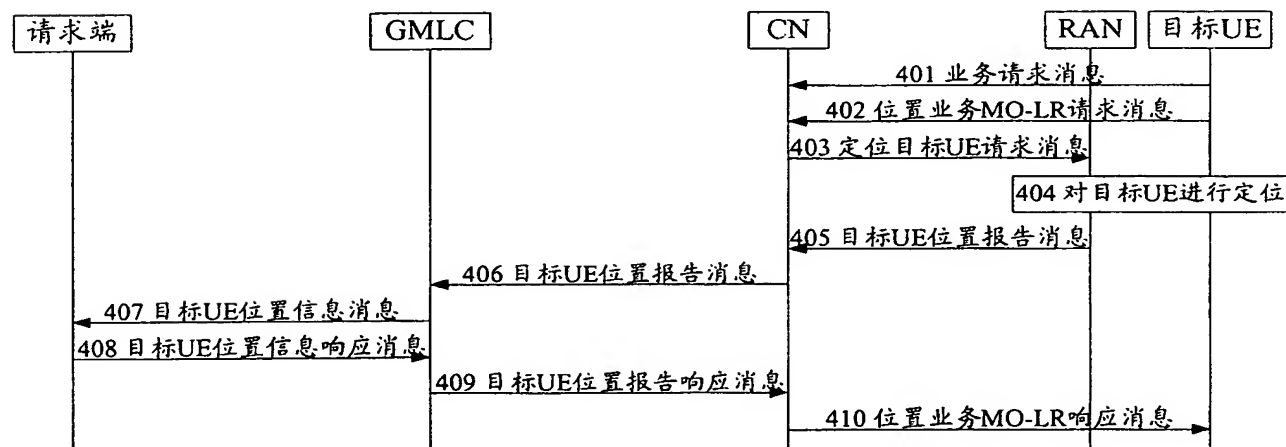 请求端 GMLC CN RAN 目标UE
401 业务请求消息
402 位置业务MO-LR请求消息
403 定位目标UE请求消息
404 对目标UE进行定位
405 目标UE位置报告消息
406 目标UE位置报告消息
407 目标UE位置信息消息
408 目标UE位置信息响应消息
409 目标UE位置报告响应消息
410 位置业务MO-LR响应消息